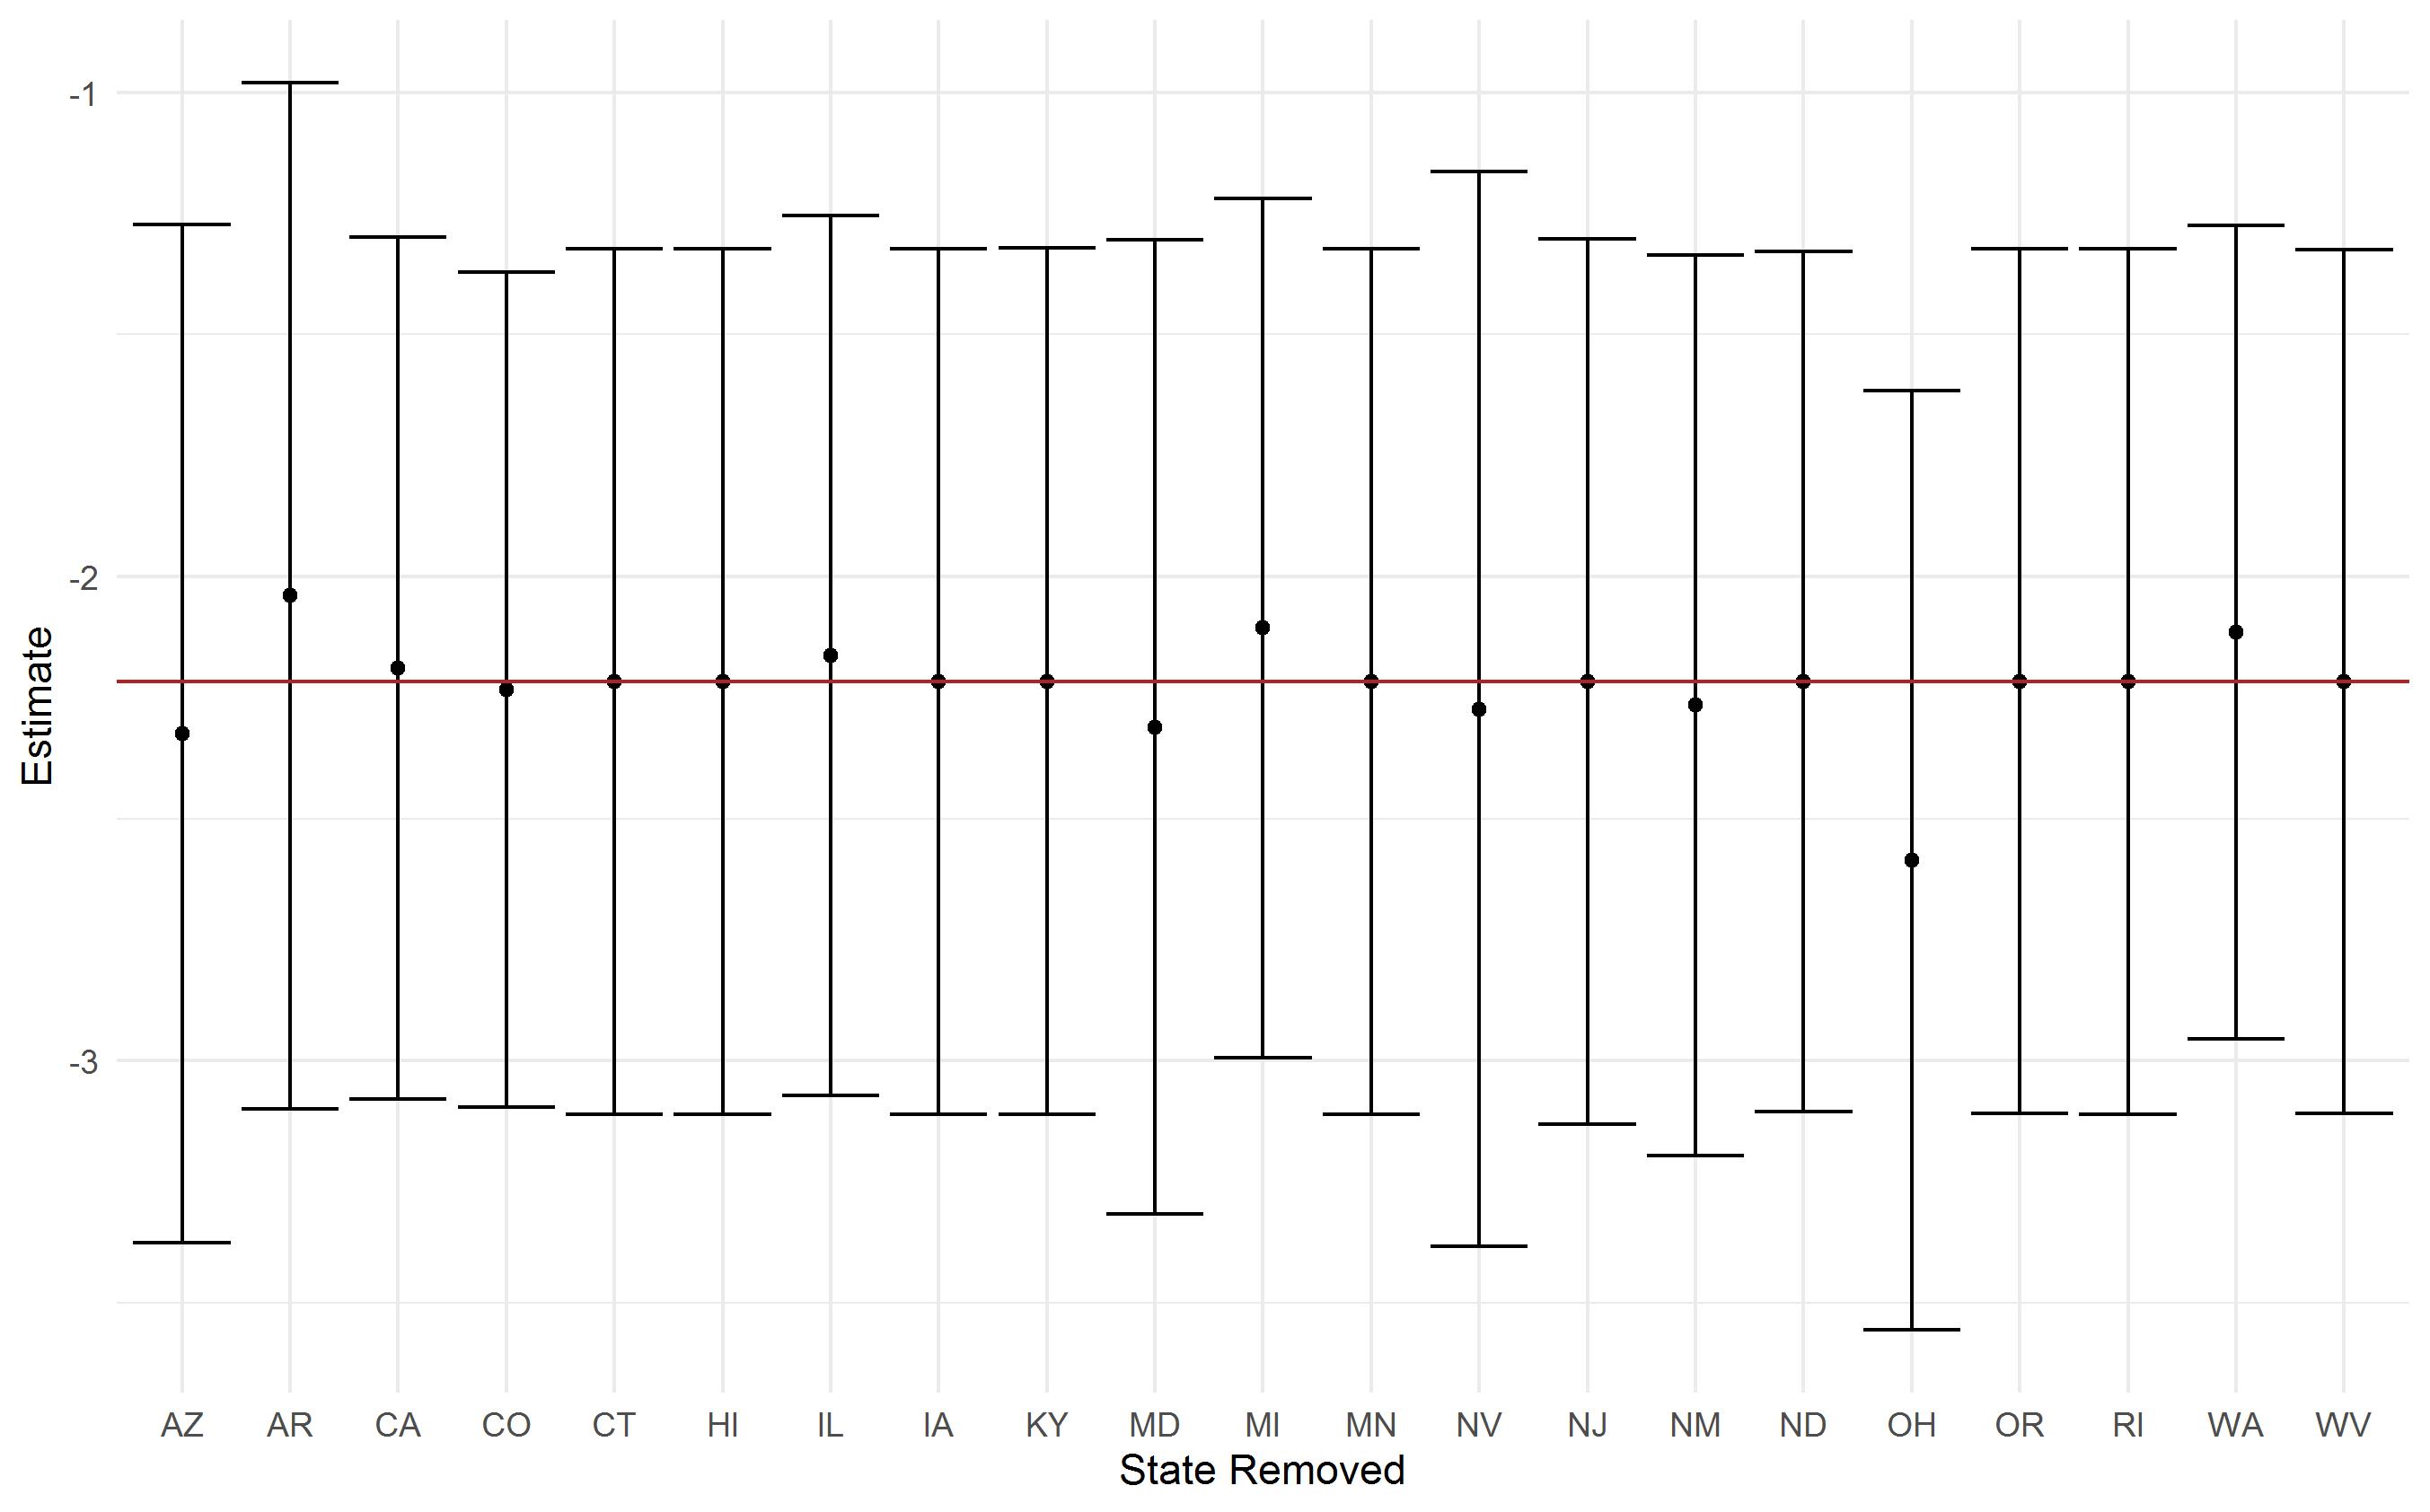 -1
-2
-3
Estimate
AZ AR CA CO CT HI IL IA KY MD MI MN NV NJ NM ND OH OR RI WA WV
State Removed